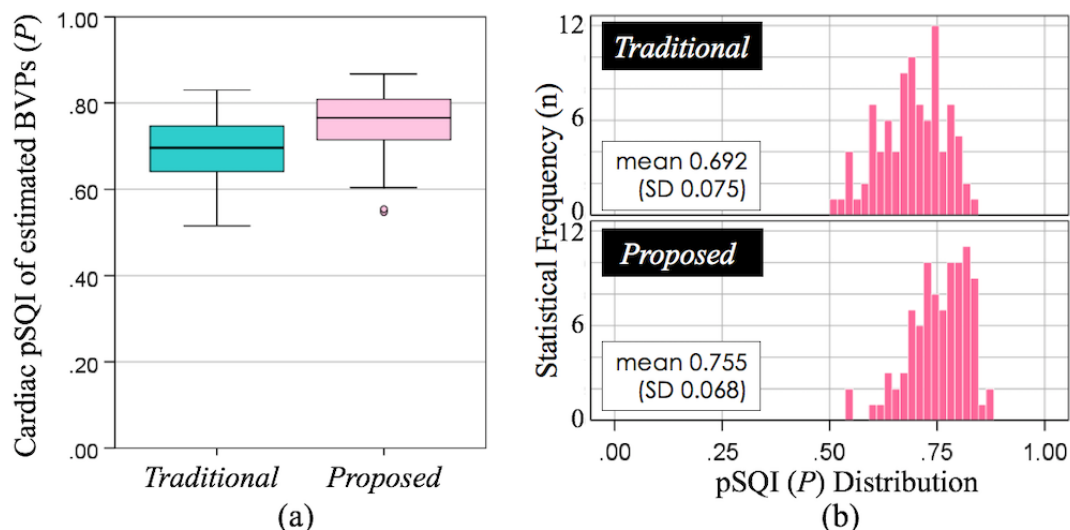 Cardiac pSQI of estimated BVPs (P)
1.00
.80
.60
.40
.20
.00
Traditional
Proposed
(a)
Statistical Frequency (n)
12
6
0
Traditional
mean 0.692
(SD 0.075)
12
6
0
Proposed
mean 0.755
(SD 0.068)
.00
.25
.50
.75
1.00
pSQI (P) Distribution
(b)